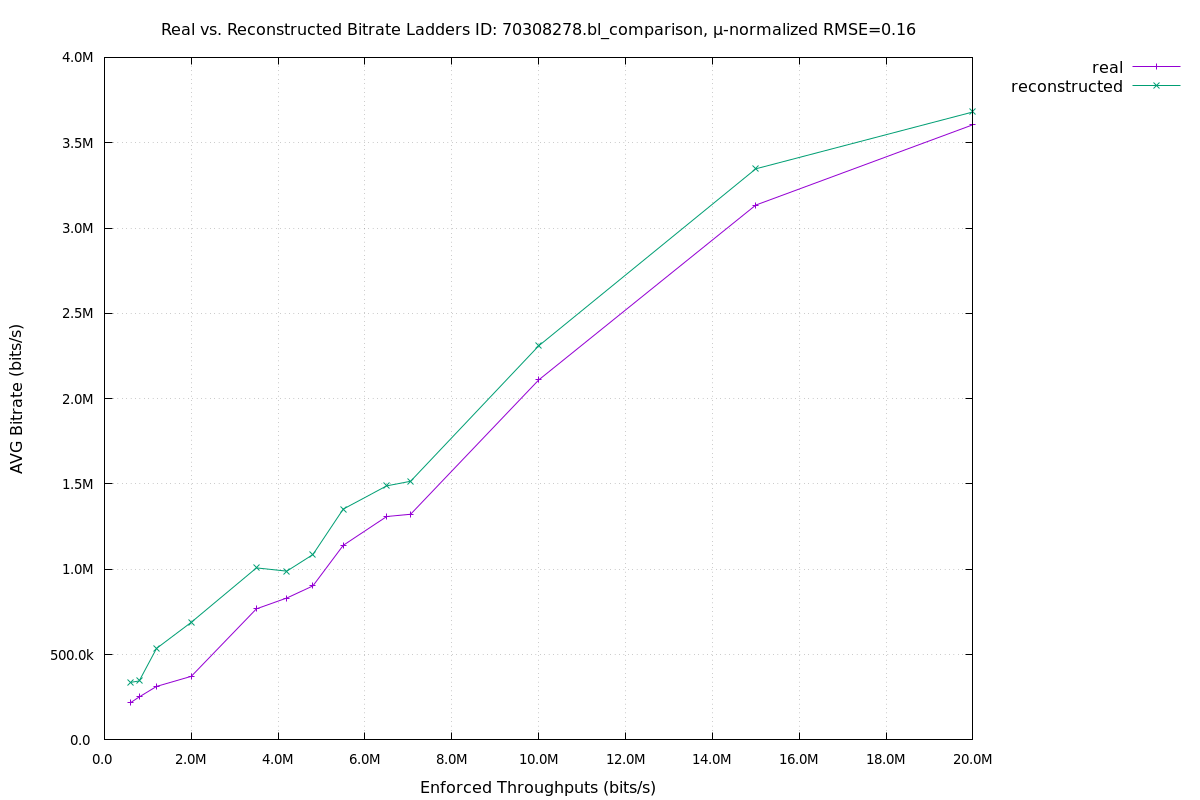 Real vs. Reconstructed Bitrate Ladders ID: 70308278.bl_comparison, μ-normalized RMSE=0.16
real
reconstructed
4.0M
3.5M
3.0M
2.5M
2.0M
1.5M
1.0M
500.0k
0.0
AVG Bitrate (bits/s)
0.0 2.0M 4.0M 6.0M 8.0M 10.0M 12.0M 14.0M 16.0M 18.0M 20.0M
Enforced Throughputs (bits/s)